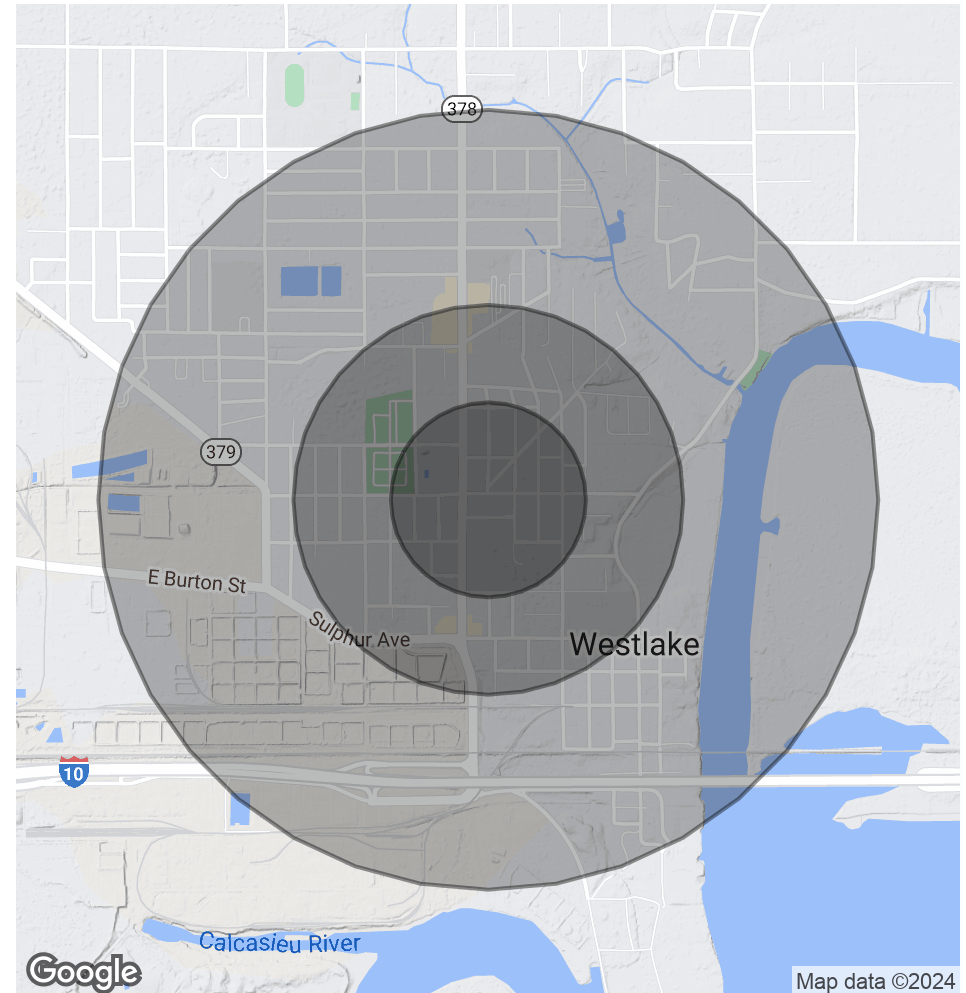 378
379
E Burton St
Sulphur Ave
Westlake
10
Calcasieu River
Google
Map data ©2024